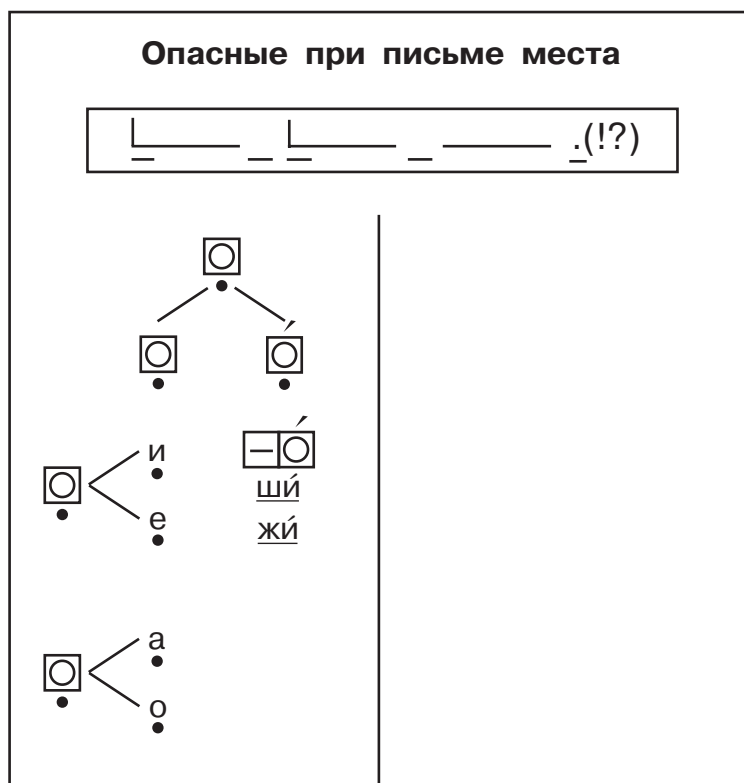 Опасные при письме места
.(!?)
и
е
ши́
жи́
а
о